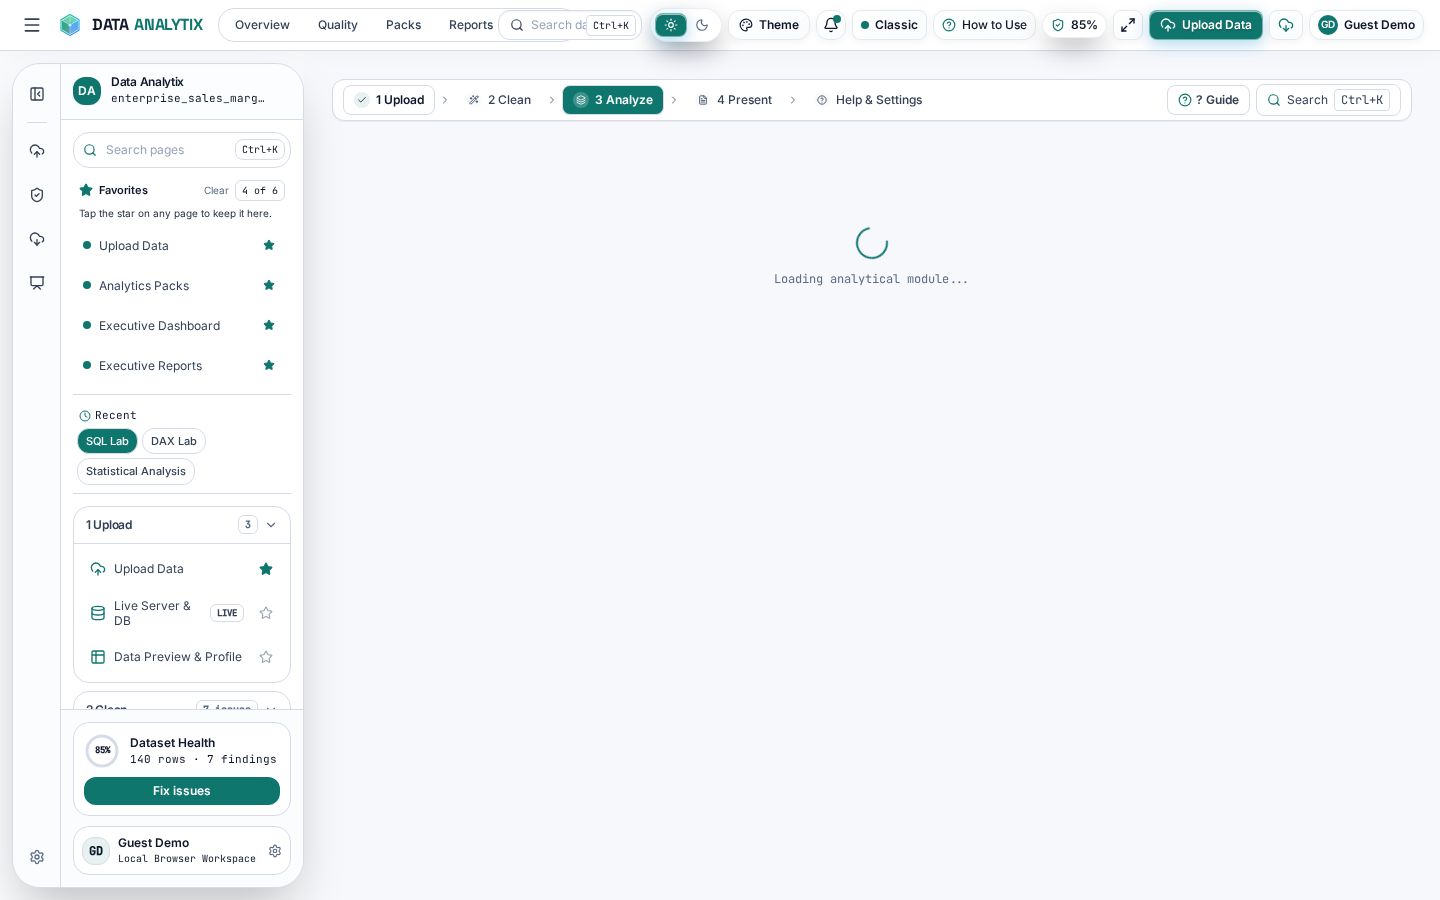 DATA ANALYTIX
Overview
Quality
Packs
Reports
Search da
Ctrl+K
Theme
Classic
How to Use
85%
Upload Data
GD
Guest Demo
DA
Data Analytix
enterprise_sales_marg…
Search pages
Ctrl+K
Favorites
Clear
4 of 6
Tap the star on any page to keep it here.
Upload Data
Analytics Packs
Executive Dashboard
Executive Reports
Recent
SQL Lab
DAX Lab
Statistical Analysis
1 Upload
3
Upload Data
Live Server &
DB
LIVE
Data Preview & Profile
2 Clean
7 issues
85%
Dataset Health
140 rows · 7 findings
Fix issues
GD
Guest Demo
Local Browser Workspace
1 Upload
2 Clean
3 Analyze
4 Present
Help & Settings
? Guide
Search
Ctrl+K
Loading analytical module...